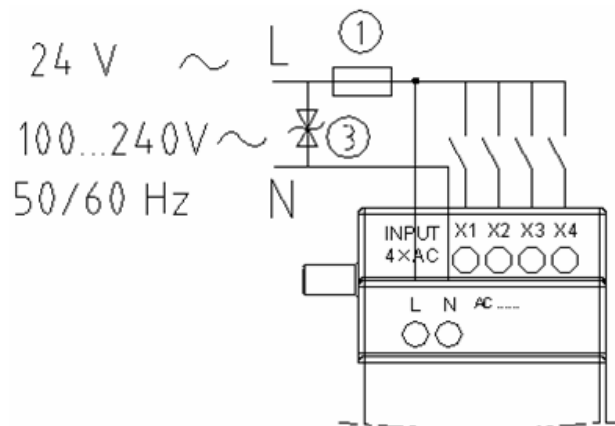 24 V ~ L ①
100...240V ~ ③
50/60 Hz N
INPUT X1 X2 X3 X4
4×AC
L N AC ......